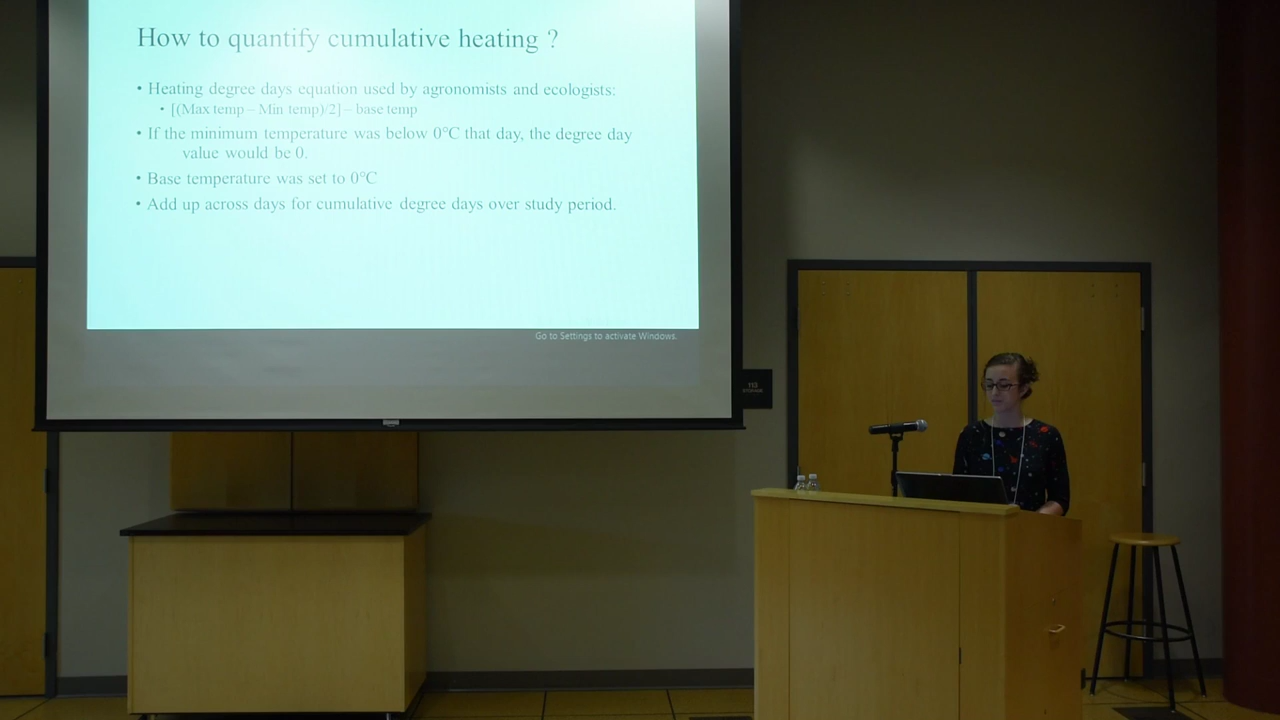 How to quantify cumulative heating ?
• Heating degree days equation used by agronomists and ecologists:
• [(Max temp – Min temp)/2] – base temp
• If the minimum temperature was below 0°C that day, the degree day
value would be 0.
• Base temperature was set to 0°C
• Add up across days for cumulative degree days over study period.
Go to Settings to activate Windows.
113
STORAGE